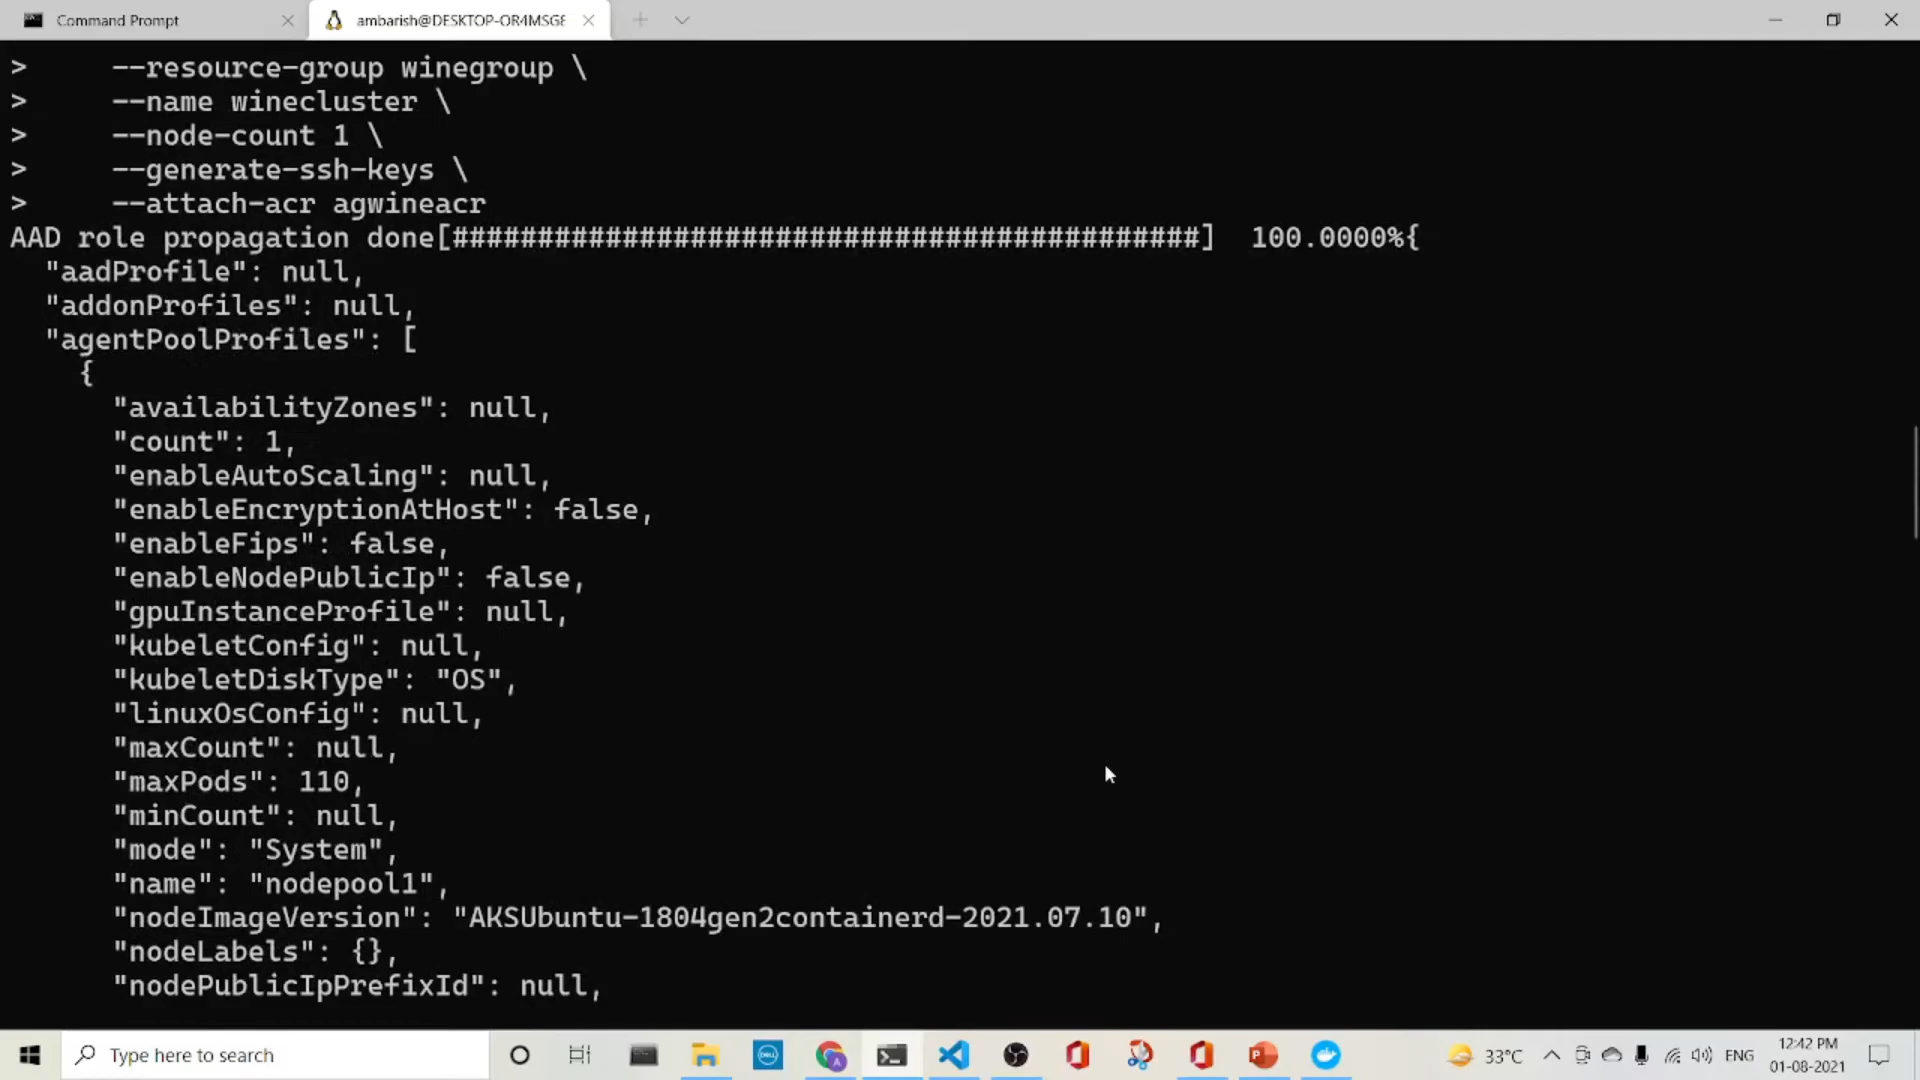 Command Prompt
ambarish@DESKTOP-OR4MSG8
> --resource-group winegroup \
> --name winecluster \
> --node-count 1 \
> --generate-ssh-keys \
> --attach-acr agwineacr
AAD role propagation done[############################################] 100.0000%{
"aadProfile": null,
"addonProfiles": null,
"agentPoolProfiles": [
{
"availabilityZones": null,
"count": 1,
"enableAutoScaling": null,
"enableEncryptionAtHost": false,
"enableFips": false,
"enableNodePublicIp": false,
"gpuInstanceProfile": null,
"kubeletConfig": null,
"kubeletDiskType": "OS",
"linuxOsConfig": null,
"maxCount": null,
"maxPods": 110,
"minCount": null,
"mode": "System",
"name": "nodepool1",
"nodeImageVersion": "AKSUbuntu-1804gen2containerd-2021.07.10",
"nodeLabels": {},
"nodePublicIpPrefixId": null,
Type here to search
DELL
A
P
33°C
ENG
12:42 PM
01-08-2021